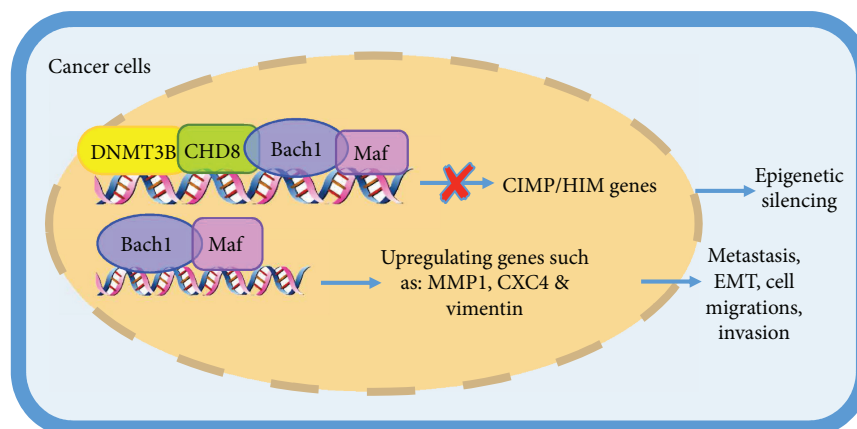 Cancer cells
DNMT3B
CHD8
Bach1
Maf
CIMP/HIM genes
Epigenetic
silencing
Bach1
Maf
Upregulating genes such
as: MMP1, CXC4 &
vimentin
Metastasis,
EMT, cell
migrations,
invasion